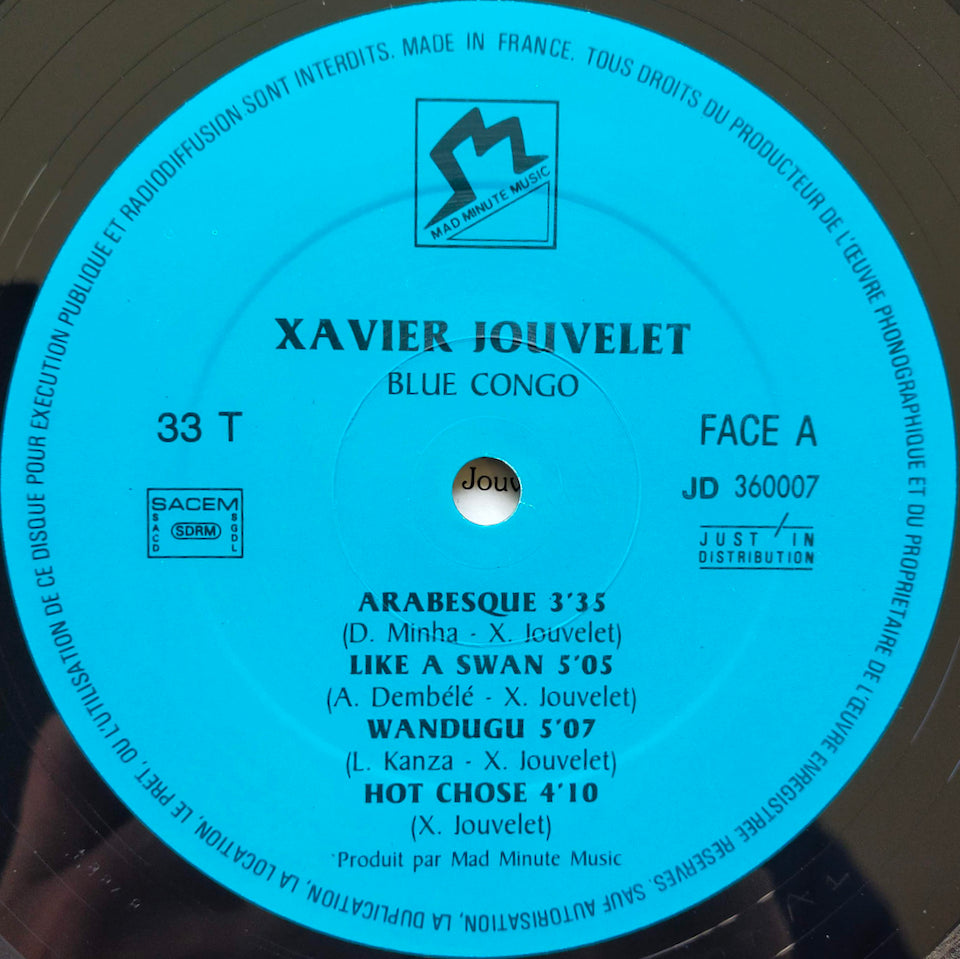 TOUS DROITS DU PRODUCTEUR DE L'ŒUVRE PHONOGRAPHIQUE ET DU PROPRIETAIRE DE L'ŒUVRE ENREGISTREE RESERVES. SAUF AUTORISATION, LA DUPLICATION, LA LOCATION, LE PRET, OU L'UTILISATION DE CE DISQUE POUR EXECUTION PUBLIQUE ET RADIODIFFUSION SONT INTERDITS. MADE IN FRANCE.
MAD MINUTE MUSIC
XAVIER JOUVELET
BLUE CONGO
33 T
FACE A
JD 360007
SACEM
SACD
SDRM
SGDL
JUST / IN
DISTRIBUTION
Jouv
ARABESQUE 3'35
(D. Minha - X. Jouvelet)
LIKE A SWAN 5'05
(A. Dembélé - X. Jouvelet)
WANDUGU 5'07
(L. Kanza - X. Jouvelet)
HOT CHOSE 4'10
(X. Jouvelet)
Produit par Mad Minute Music